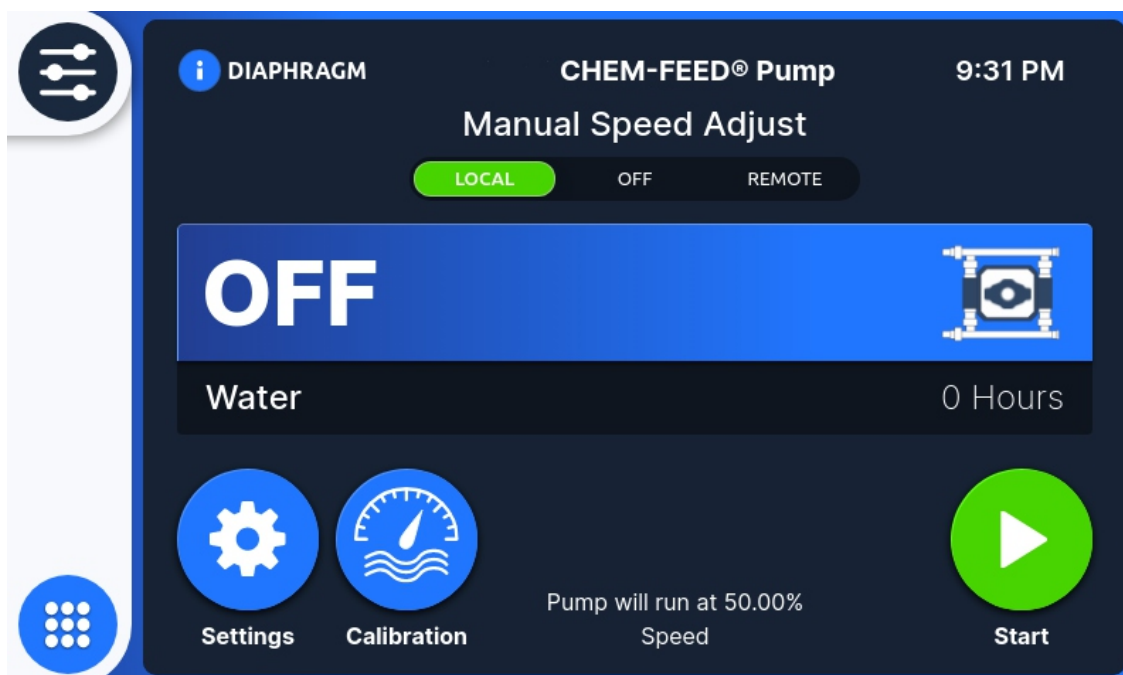 i DIAPHRAGM CHEM-FEED® Pump 9:31 PM
Manual Speed Adjust
LOCAL OFF REMOTE
OFF
Water 0 Hours
Pump will run at 50.00%
Speed
Settings Calibration Start